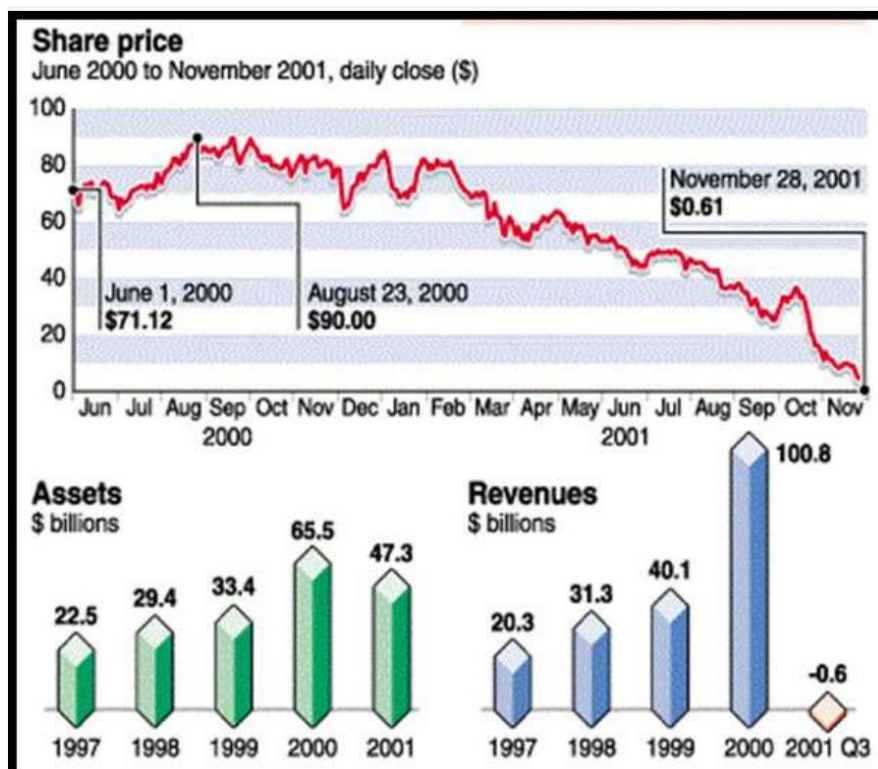 Share price
June 2000 to November 2001, daily close ($)
100
80
60
40
20
0
November 28, 2001
$0.61
June 1, 2000
$71.12
August 23, 2000
$90.00
Jun Jul Aug Sep Oct Nov Dec Jan Feb Mar Apr May Jun Jul Aug Sep Oct Nov
2000 2001
Assets
$ billions
22.5 29.4 33.4 65.5 47.3
1997 1998 1999 2000 2001
Revenues
$ billions
20.3 31.3 40.1 100.8 -0.6
1997 1998 1999 2000 2001 Q3